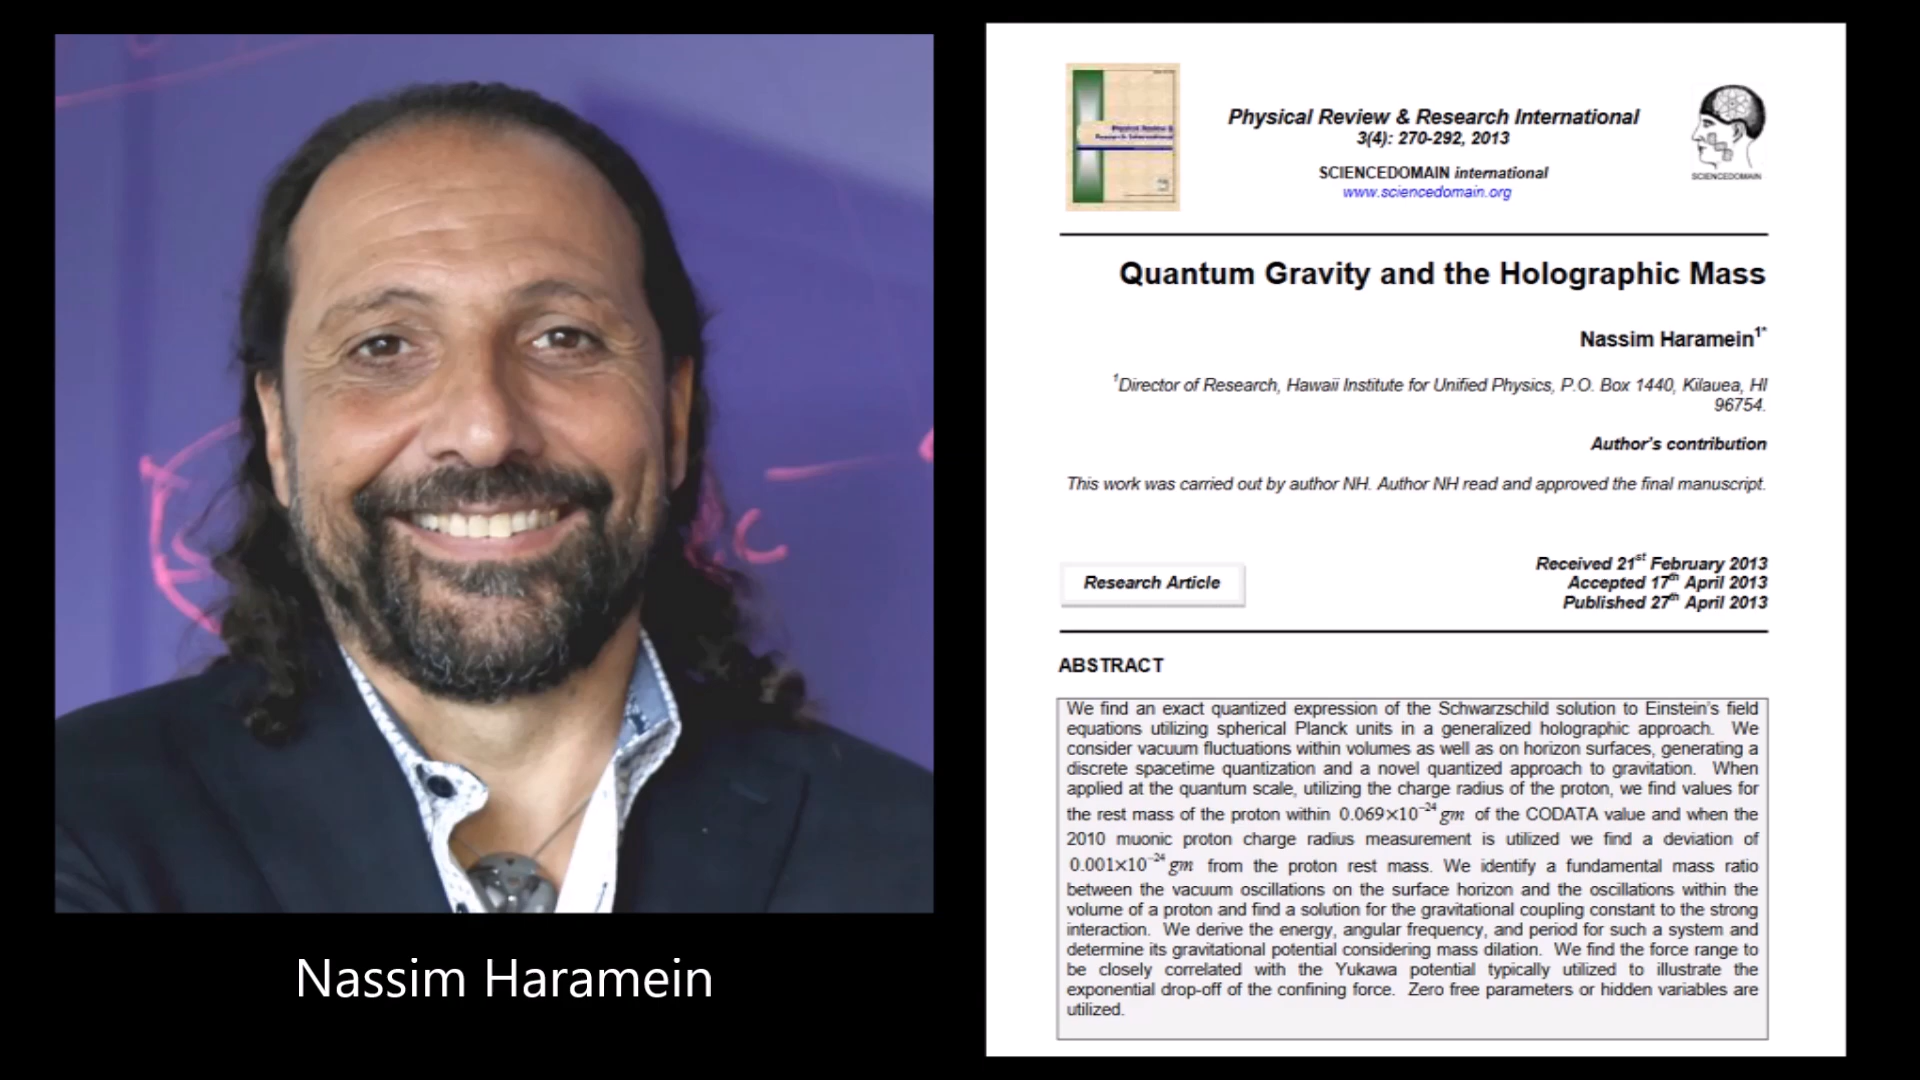 Nassim Haramein
Physical Review & Research International
3(4): 270-292, 2013
SCIENCEDOMAIN international
www.sciencedomain.org
SCIENCEDOMAIN
Physical Review &
Research International
Quantum Gravity and the Holographic Mass
Nassim Haramein1*
1Director of Research, Hawaii Institute for Unified Physics, P.O. Box 1440, Kilauea, HI
96754.
Author's contribution
This work was carried out by author NH. Author NH read and approved the final manuscript.
Research Article
Received 21st February 2013
Accepted 17th April 2013
Published 27th April 2013
ABSTRACT
We find an exact quantized expression of the Schwarzschild solution to Einstein's field
equations utilizing spherical Planck units in a generalized holographic approach. We
consider vacuum fluctuations within volumes as well as on horizon surfaces, generating a
discrete spacetime quantization and a novel quantized approach to gravitation. When
applied at the quantum scale, utilizing the charge radius of the proton, we find values for
the rest mass of the proton within 0.069×10⁻²⁴ gm of the CODATA value and when the
2010 muonic proton charge radius measurement is utilized we find a deviation of
0.001×10⁻²⁴ gm from the proton rest mass. We identify a fundamental mass ratio
between the vacuum oscillations on the surface horizon and the oscillations within the
volume of a proton and find a solution for the gravitational coupling constant to the strong
interaction. We derive the energy, angular frequency, and period for such a system and
determine its gravitational potential considering mass dilation. We find the force range to
be closely correlated with the Yukawa potential typically utilized to illustrate the
exponential drop-off of the confining force. Zero free parameters or hidden variables are
utilized.